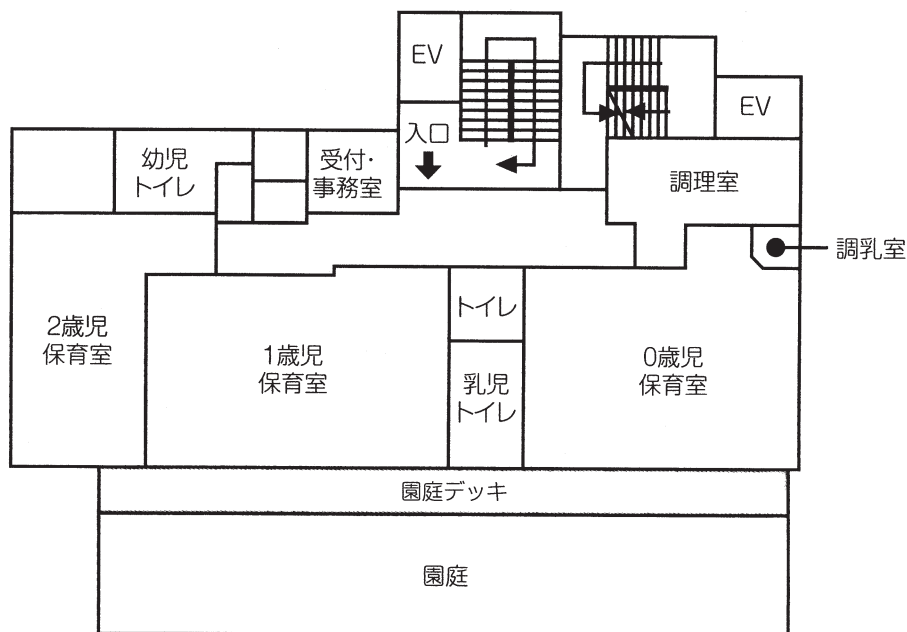 EV
EV
入口
幼児
トイレ
受付・
事務室
調理室
調乳室
2歳児
保育室
1歳児
保育室
トイレ
乳児
トイレ
0歳児
保育室
園庭デッキ
園庭